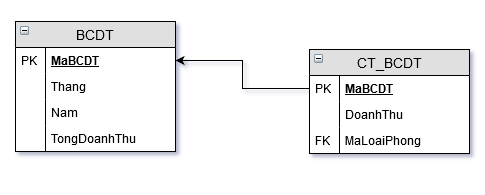 BCDT
PK MaBCDT
Thang
Nam
TongDoanhThu
CT_BCDT
PK MaBCDT
DoanhThu
FK MaLoaiPhong